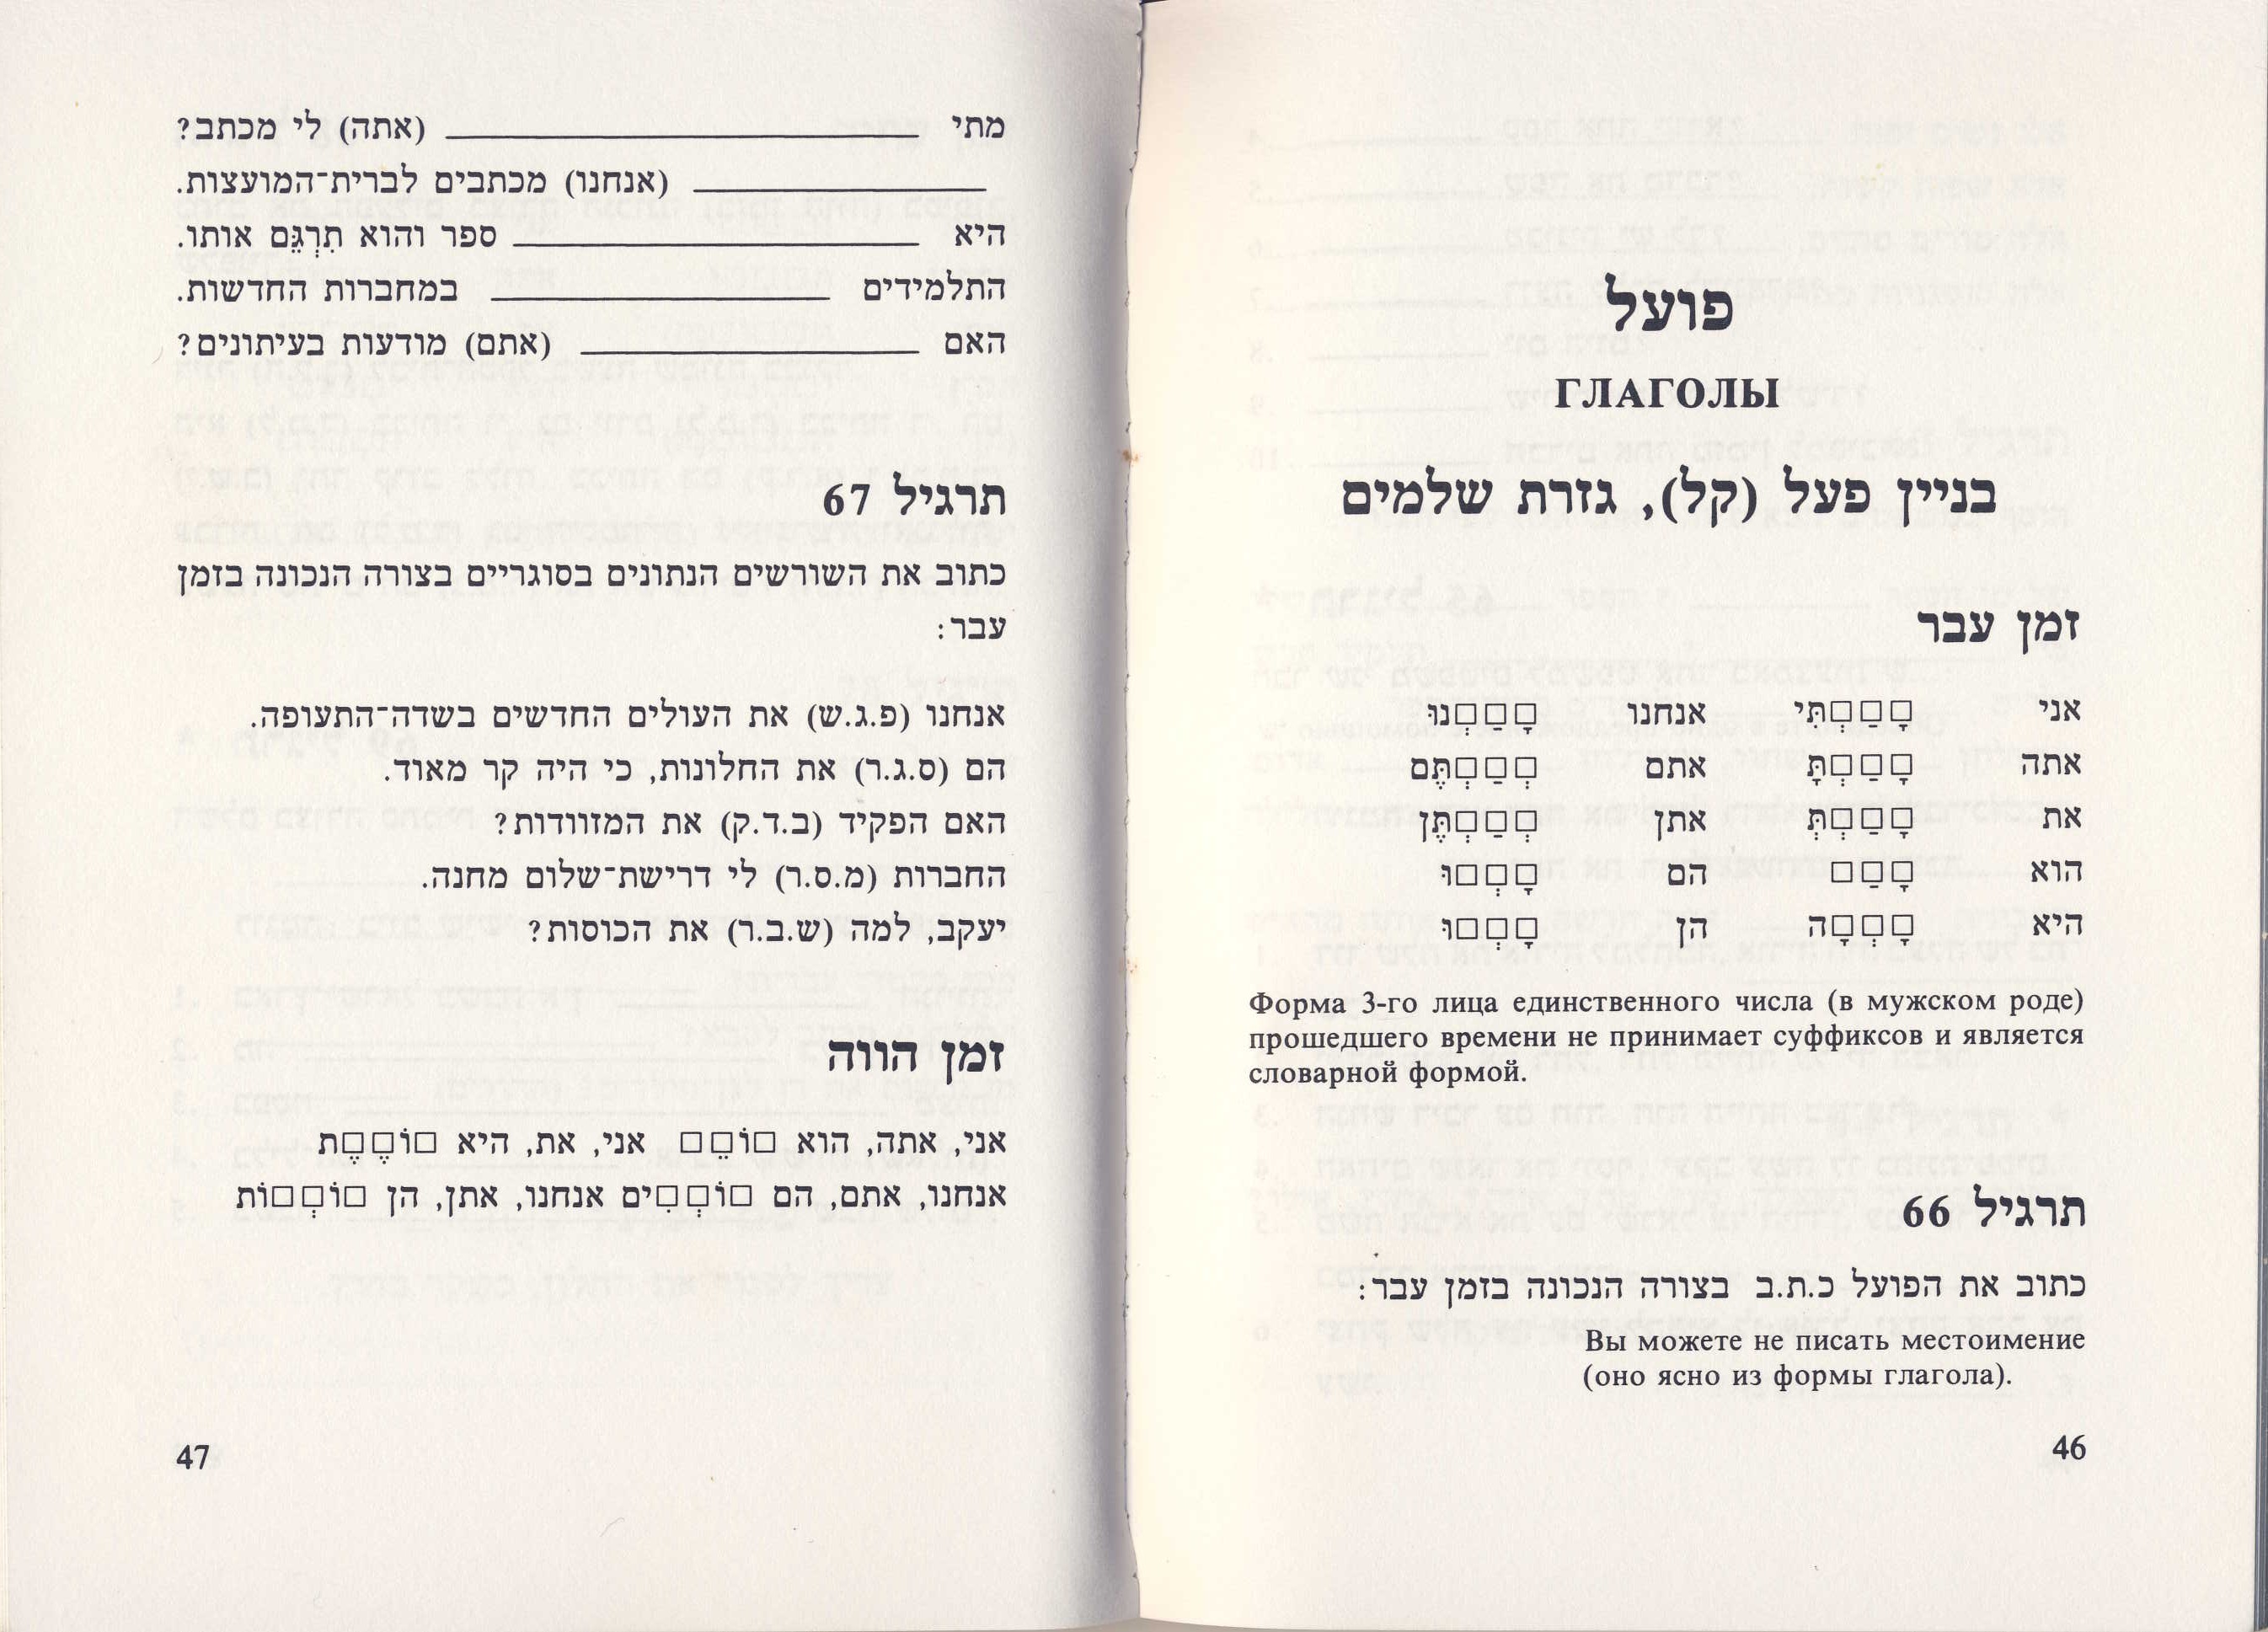 פועל
ГЛАГОЛЫ
בניין פעל (קל), גזרת שלמים
זמן עבר
אני □ָ□ַ□ְתִּי אנחנו □ָ□ַ□ְנוּ
אתה □ָ□ַ□ְתָּ אתם □ְ□ַ□ְתֶּם
את □ָ□ַ□ְתְּ אתן □ְ□ַ□ְתֶּן
הוא □ָ□ַ□ הם □ָ□ְ□וּ
היא □ָ□ְ□ָה הן □ָ□ְ□וּ
Форма 3-го лица единственного числа (в мужском роде)
прошедшего времени не принимает суффиксов и является
словарной формой.
תרגיל 66
כתוב את הפועל כ.ת.ב בצורה הנכונה בזמן עבר:
Вы можете не писать местоимение
(оно ясно из формы глагола).
46
מתי ____________ (אתה) לי מכתב?
____________ (אנחנו) מכתבים לברית־המועצות.
היא ____________ ספר והוא תִרְגֵּם אותו.
התלמידים ____________ במחברות החדשות.
האם ____________ (אתם) מודעות בעיתונים?
תרגיל 67
כתוב את השורשים הנתונים בסוגריים בצורה הנכונה בזמן
עבר:
אנחנו (פ.ג.ש) את העולים החדשים בשדה־התעופה.
הם (ס.ג.ר) את החלונות, כי היה קר מאוד.
האם הפקיד (ב.ד.ק) את המזוודות?
החברות (מ.ס.ר) לי דרישת־שלום מחנה.
יעקב, למה (ש.ב.ר) את הכוסות?
זמן הווה
אני, אתה, הוא □וֹ□ֵ□ אני, את, היא □וֹ□ֶ□ֶת
אנחנו, אתם, הם □וֹ□ְ□ִים אנחנו, אתן, הן □וֹ□ְ□וֹת
47